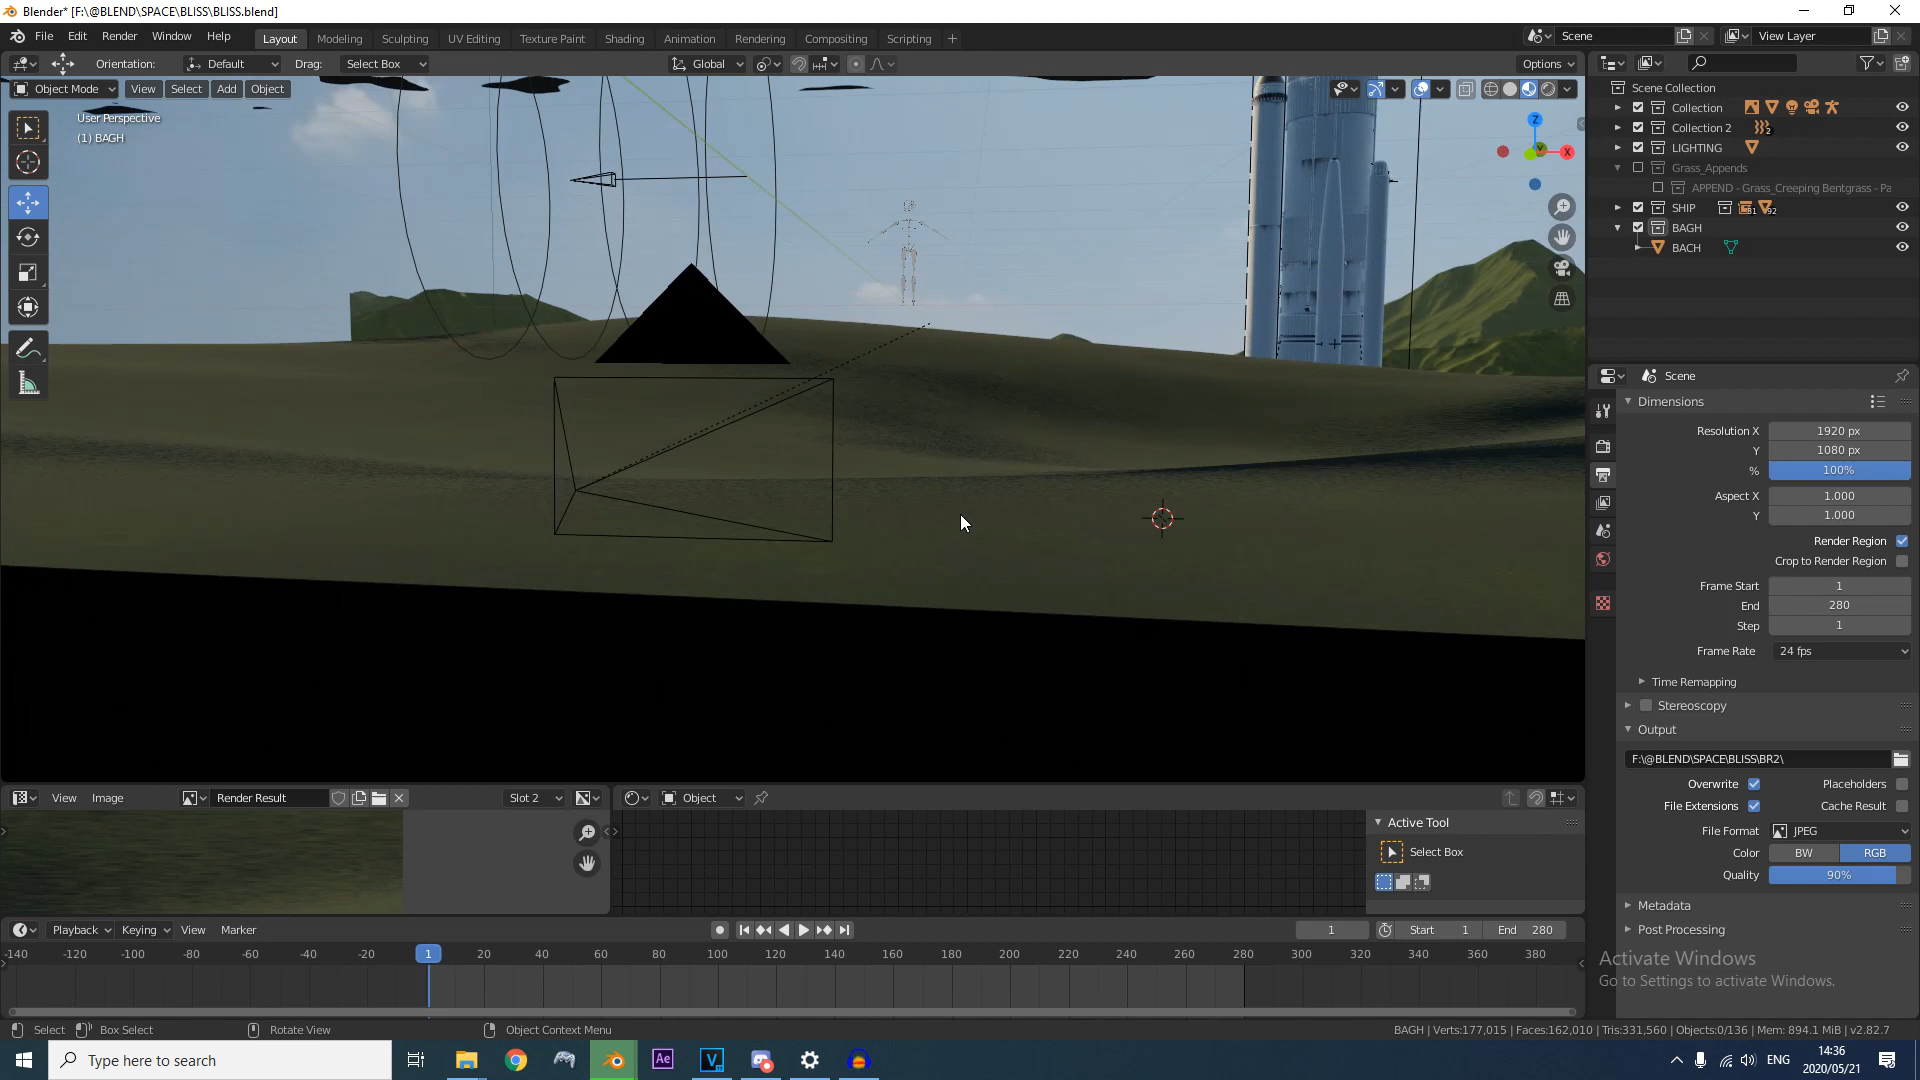 Blender* [F:\@BLEND\SPACE\BLISS\BLISS.blend]
File Edit Render Window Help Layout Modeling Sculpting UV Editing Texture Paint Shading Animation Rendering Compositing Scripting + Scene View Layer
Orientation: Default Drag: Select Box Global Options
Object Mode View Select Add Object
User Perspective
(1) BAGH
Z
X
Scene Collection
Collection
Collection 2 2
LIGHTING
Grass_Appends
APPEND - Grass_Creeping Bentgrass - Pa
SHIP 31 92
BAGH
BACH
Scene
Dimensions
Resolution X 1920 px
Y 1080 px
% 100%
Aspect X 1.000
Y 1.000
Render Region
Crop to Render Region
Frame Start 1
End 280
Step 1
Frame Rate 24 fps
Time Remapping
Stereoscopy
Output
F:\@BLEND\SPACE\BLISS\BR2\
Overwrite Placeholders
File Extensions Cache Result
File Format JPEG
Color BW RGB
Quality 90%
Metadata
Post Processing
View Image Render Result Slot 2 Object
Active Tool
Select Box
Playback Keying View Marker 1 Start 1 End 280
-140 -120 -100 -80 -60 -40 -20 1 20 40 60 80 100 120 140 160 180 200 220 240 260 280 300 320 340 360 380
Activate Windows
Go to Settings to activate Windows.
Select Box Select Rotate View Object Context Menu BAGH | Verts:177,015 | Faces:162,010 | Tris:331,560 | Objects:0/136 | Mem: 894.1 MiB | v2.82.7
Type here to search Ae V ENG 14:36
2020/05/21